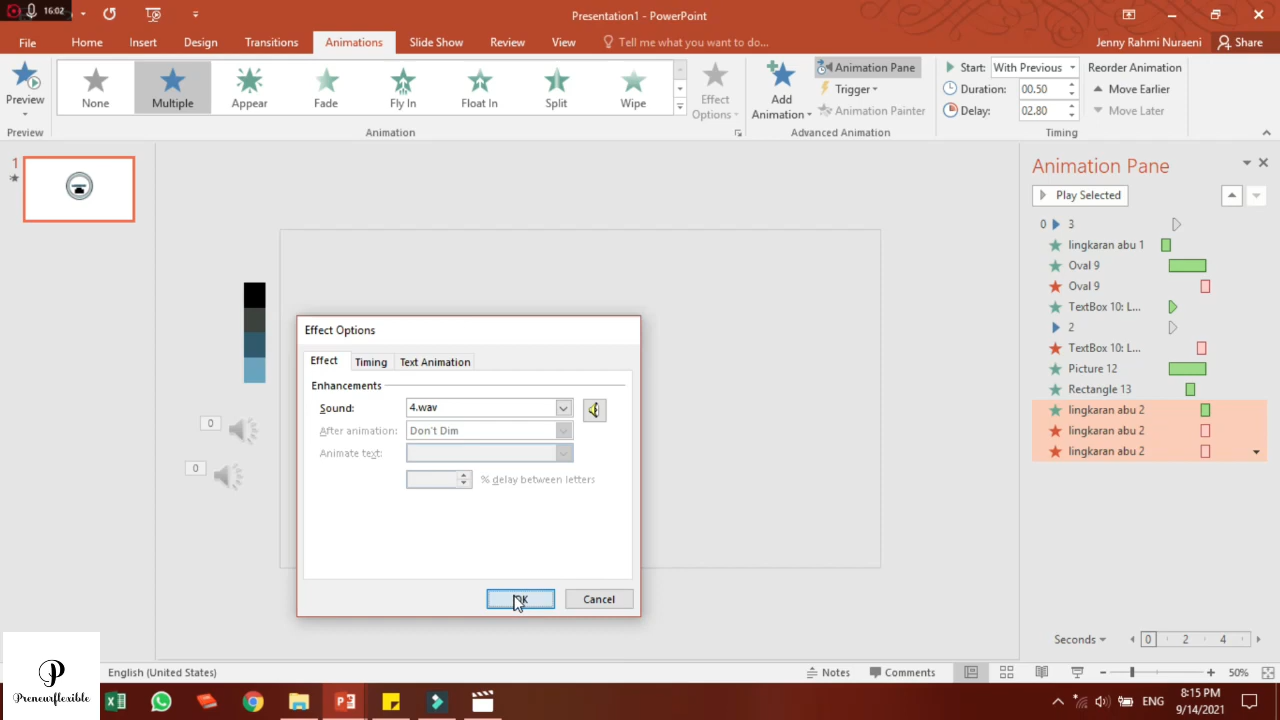 16:02
Presentation1 - PowerPoint
File Home Insert Design Transitions Animations Slide Show Review View Tell me what you want to do... Jenny Rahmi Nuraeni Share
Preview
None Multiple Appear Fade Fly In Float In Split Wipe
Effect
Options
Add
Animation
Animation Pane
Trigger
Animation Painter
Start: With Previous
Duration: 00.50
Delay: 02.80
Reorder Animation
Move Earlier
Move Later
Preview Animation Advanced Animation Timing
1
0
0
Effect Options
Effect Timing Text Animation
Enhancements
Sound: 4.wav
After animation: Don't Dim
Animate text:
% delay between letters
OK Cancel
Animation Pane
Play Selected
0 3
lingkaran abu 1
Oval 9
Oval 9
TextBox 10: L...
2
TextBox 10: L...
Picture 12
Rectangle 13
lingkaran abu 2
lingkaran abu 2
lingkaran abu 2
Seconds 0 2 4
P
Preneurflexible
English (United States) Notes Comments 50%
ENG
8:15 PM
9/14/2021